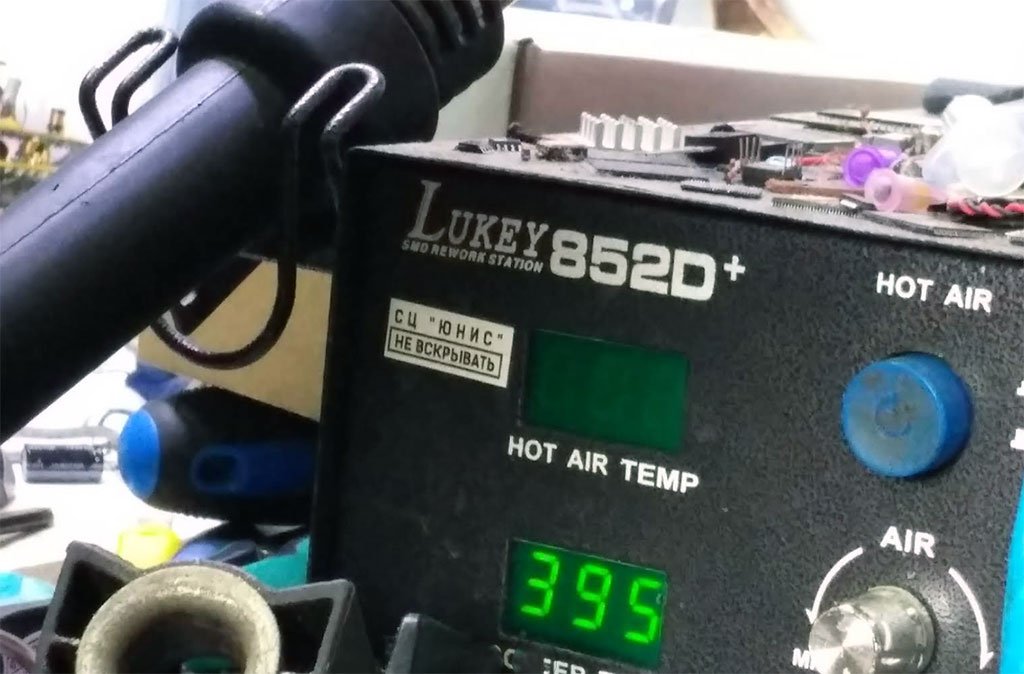 LUKEY
SMD REWORK STATION
852D+
HOT AIR
СЦ "ЮНИС"
НЕ ВСКРЫВАТЬ
HOT AIR TEMP
395
AIR